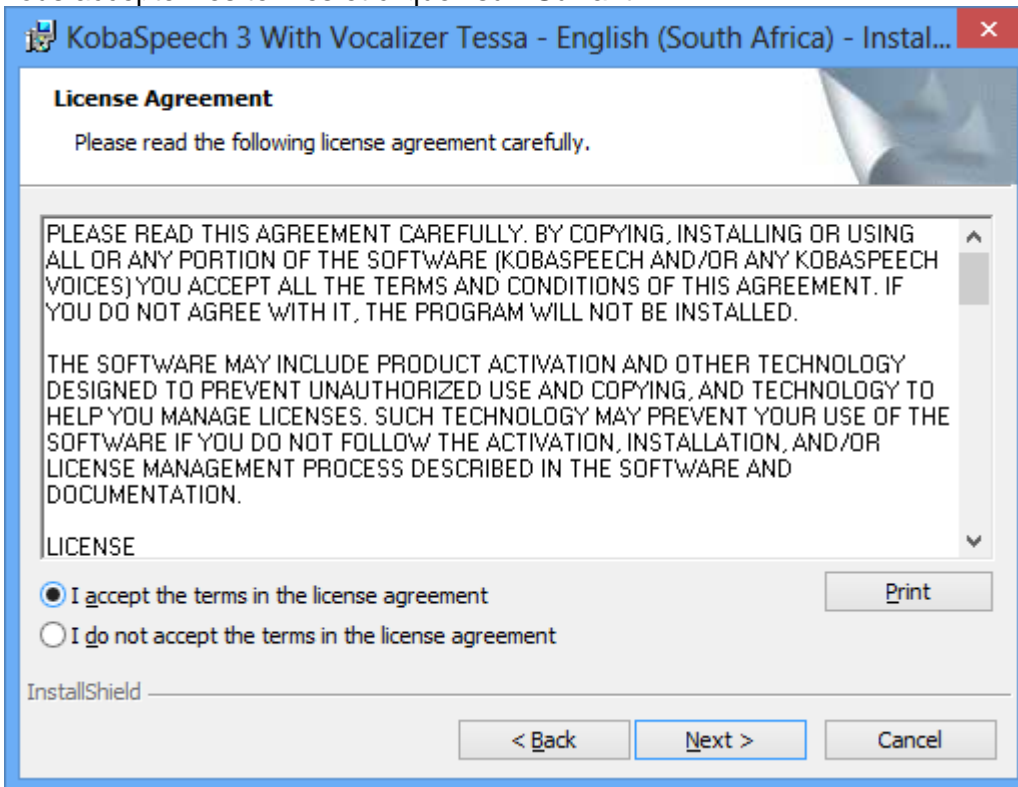 KobaSpeech 3 With Vocalizer Tessa - English (South Africa) - Instal...
License Agreement
Please read the following license agreement carefully.
PLEASE READ THIS AGREEMENT CAREFULLY. BY COPYING, INSTALLING OR USING
ALL OR ANY PORTION OF THE SOFTWARE (KOBASPEECH AND/OR ANY KOBASPEECH
VOICES) YOU ACCEPT ALL THE TERMS AND CONDITIONS OF THIS AGREEMENT. IF
YOU DO NOT AGREE WITH IT, THE PROGRAM WILL NOT BE INSTALLED.
THE SOFTWARE MAY INCLUDE PRODUCT ACTIVATION AND OTHER TECHNOLOGY
DESIGNED TO PREVENT UNAUTHORIZED USE AND COPYING, AND TECHNOLOGY TO
HELP YOU MANAGE LICENSES. SUCH TECHNOLOGY MAY PREVENT YOUR USE OF THE
SOFTWARE IF YOU DO NOT FOLLOW THE ACTIVATION, INSTALLATION, AND/OR
LICENSE MANAGEMENT PROCESS DESCRIBED IN THE SOFTWARE AND
DOCUMENTATION.
LICENSE
I accept the terms in the license agreement
Print
I do not accept the terms in the license agreement
InstallShield
< Back Next > Cancel